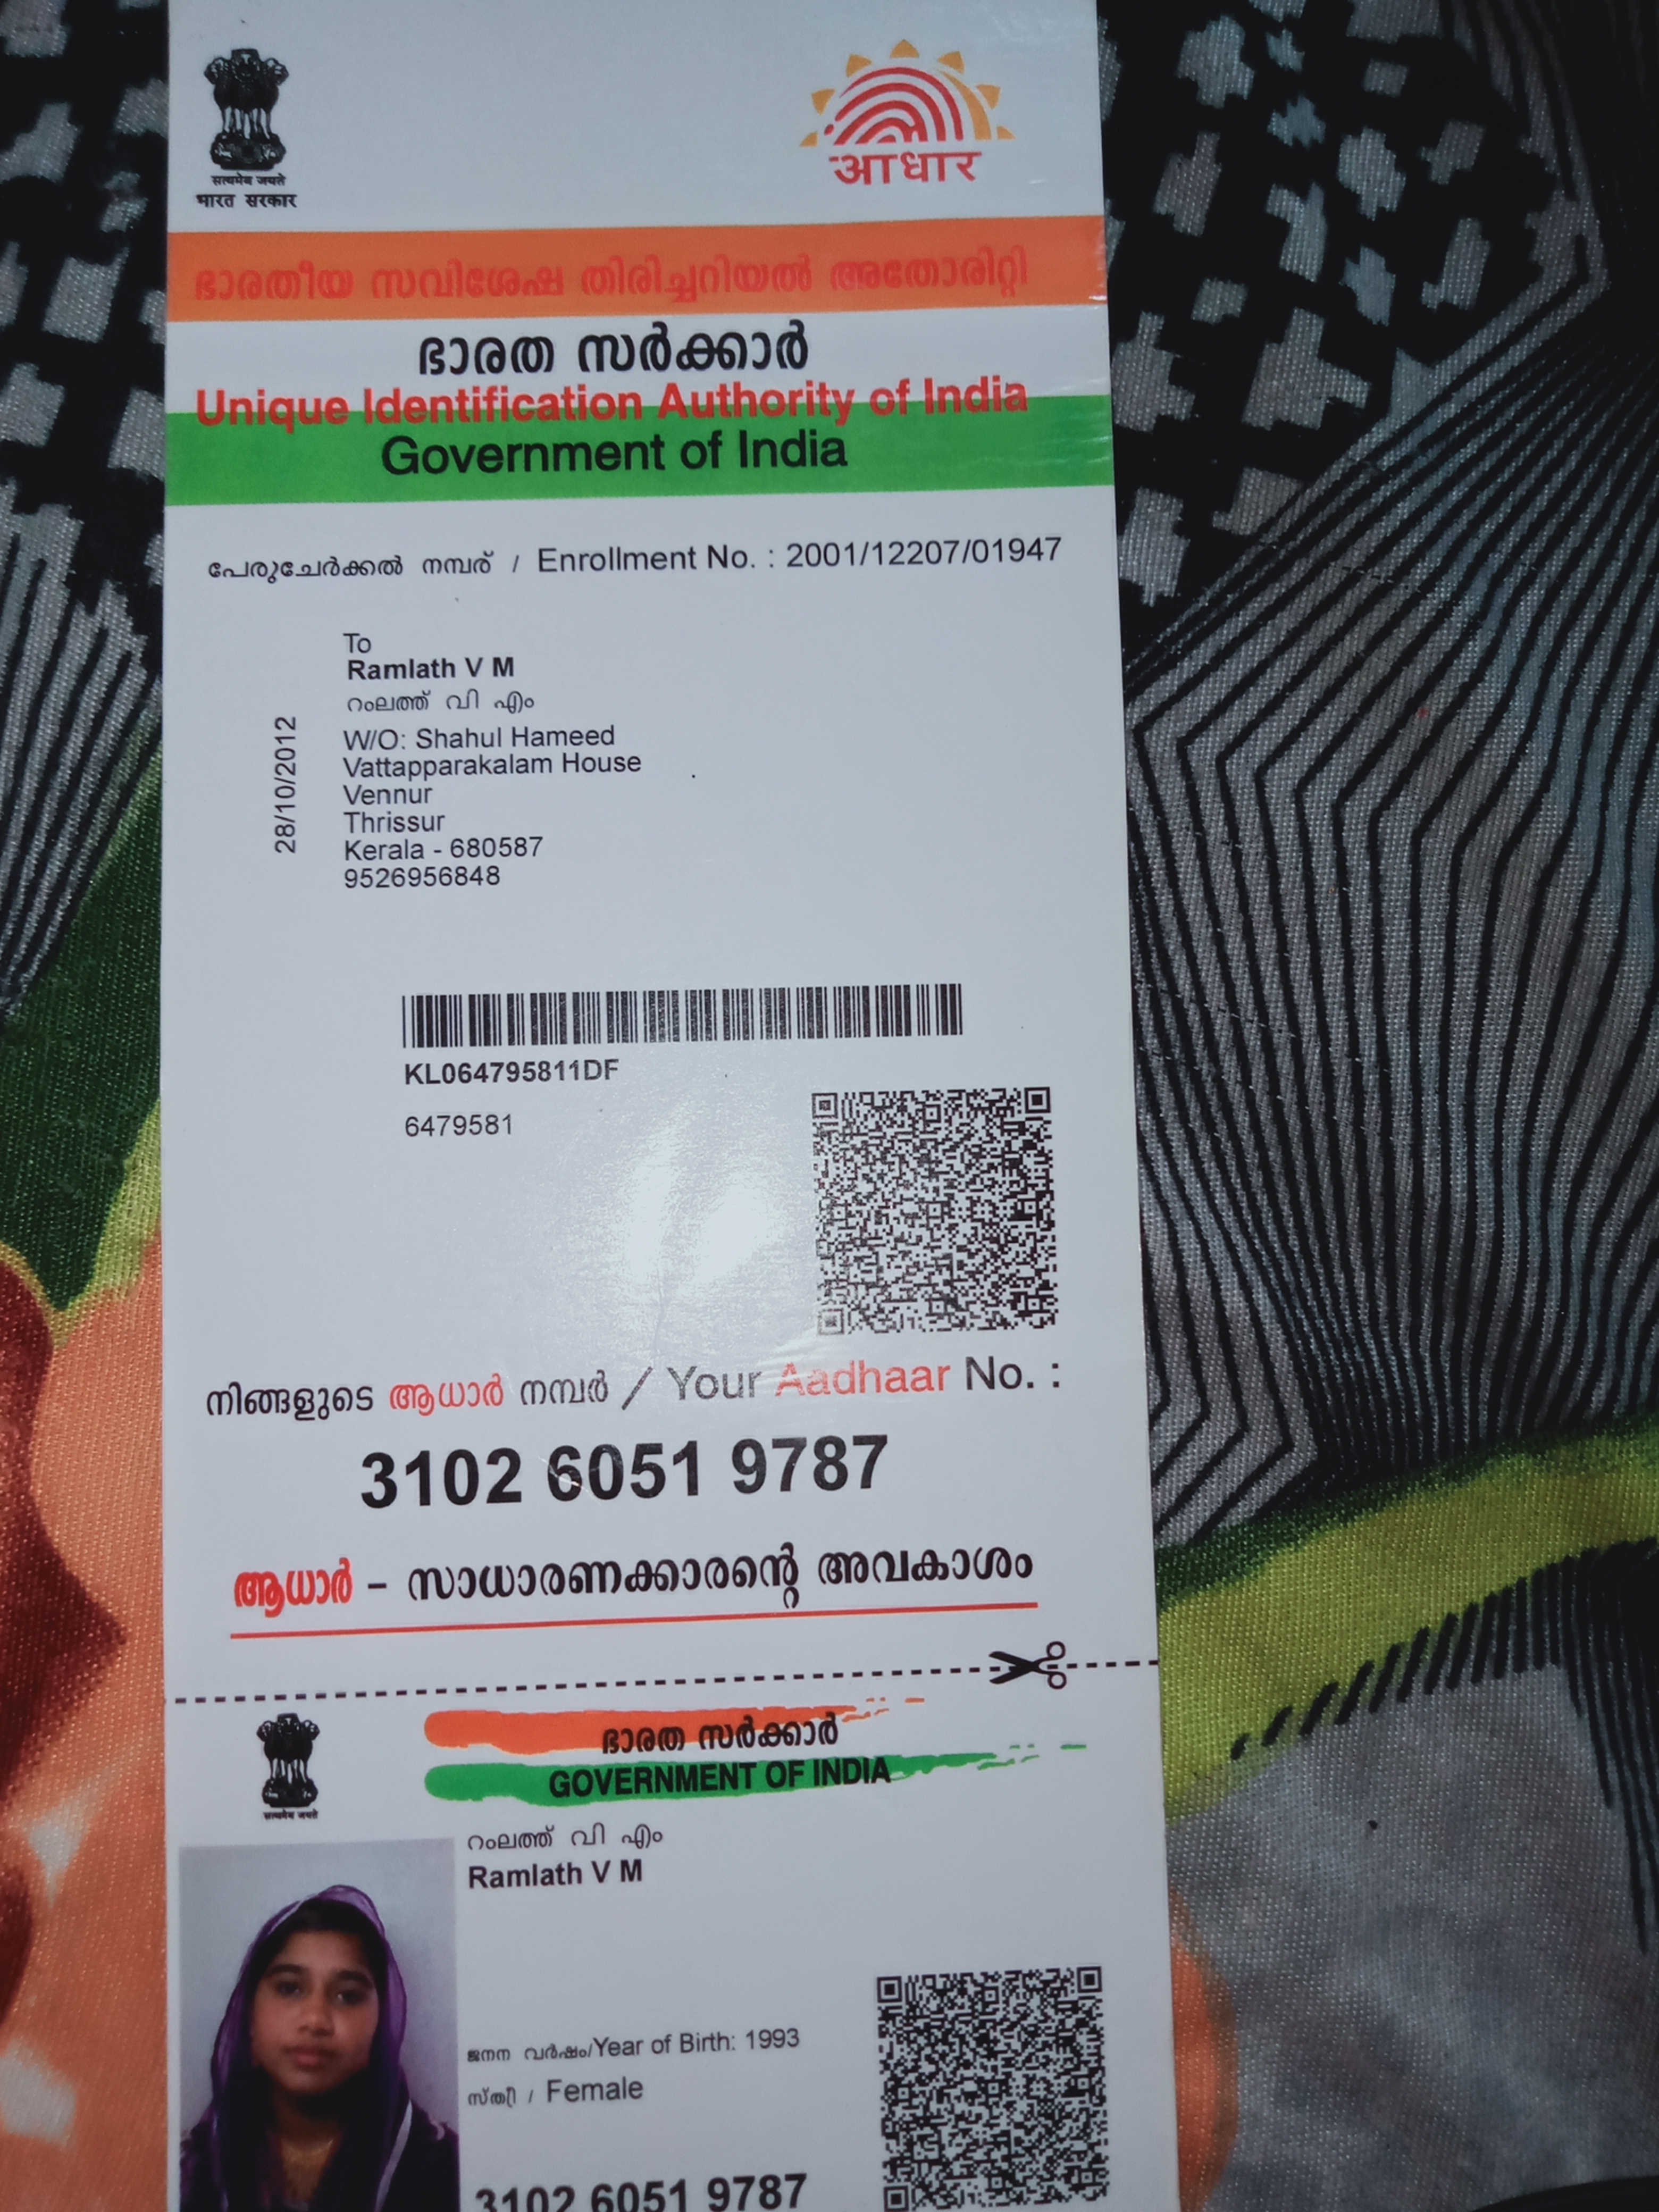 सत्यमेव जयते
भारत सरकार
आधार
ഭാരതീയ സവിശേഷ തിരിച്ചറിയൽ അതോരിറ്റി
ഭാരത സർക്കാർ
Unique Identification Authority of India
Government of India
പേരുചേർക്കൽ നമ്പര് / Enrollment No. : 2001/12207/01947
To
Ramlath V M
റംലത്ത് വി എം
28/10/2012
W/O: Shahul Hameed
Vattapparakalam House
Vennur
Thrissur
Kerala - 680587
9526956848
KL064795811DF
6479581
നിങ്ങളുടെ ആധാർ നമ്പർ / Your Aadhaar No. :
3102 6051 9787
ആധാർ – സാധാരണക്കാരന്റെ അവകാശം
ഭാരത സർക്കാർ
GOVERNMENT OF INDIA
सत्यमेव जयते
റംലത്ത് വി എം
Ramlath V M
ജനന വർഷം/Year of Birth: 1993
സ്ത്രീ / Female
3102 6051 9787